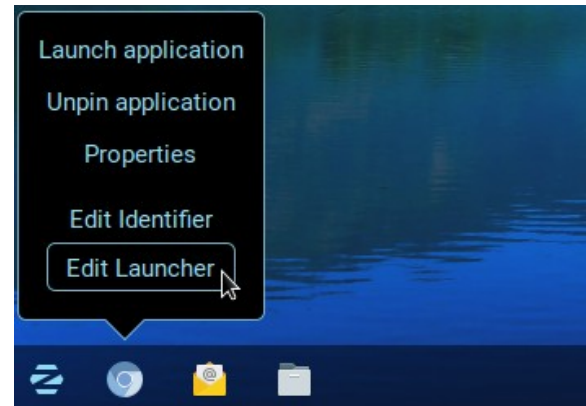 Launch application
Unpin application
Properties
Edit Identifier
Edit Launcher
@